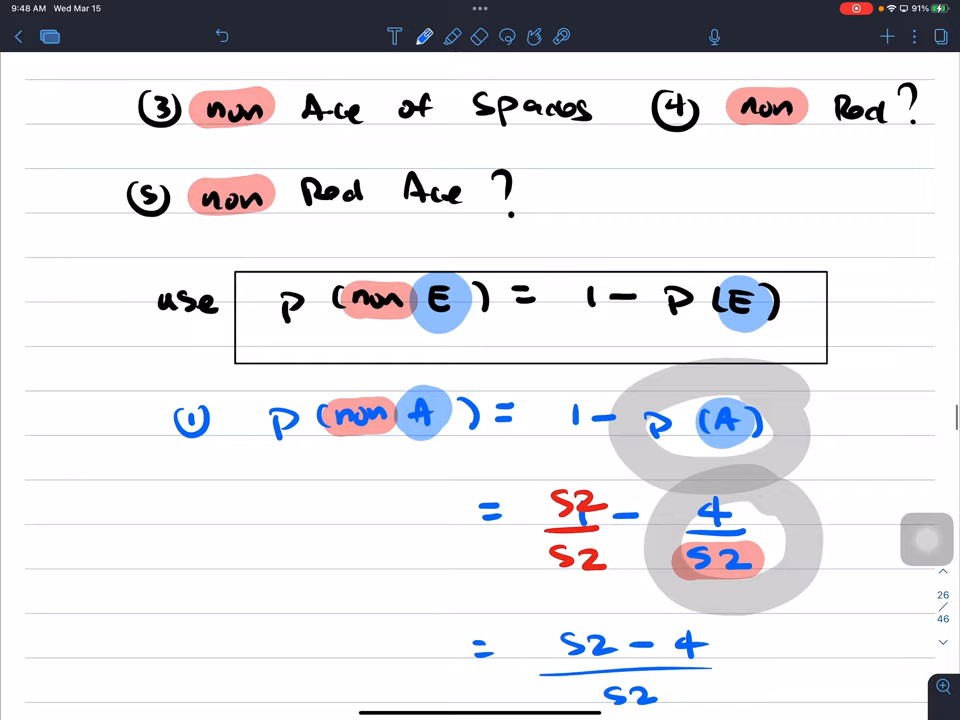 9:48 AM Wed Mar 15
91%
③ non Ace of Spades ④ non Red?
⑤ non Red Ace?
use P (non E) = 1 - P (E)
① P (non A) = 1 - P (A)
= 52/52 - 4/52
= 52 - 4 / 52
26
/
46